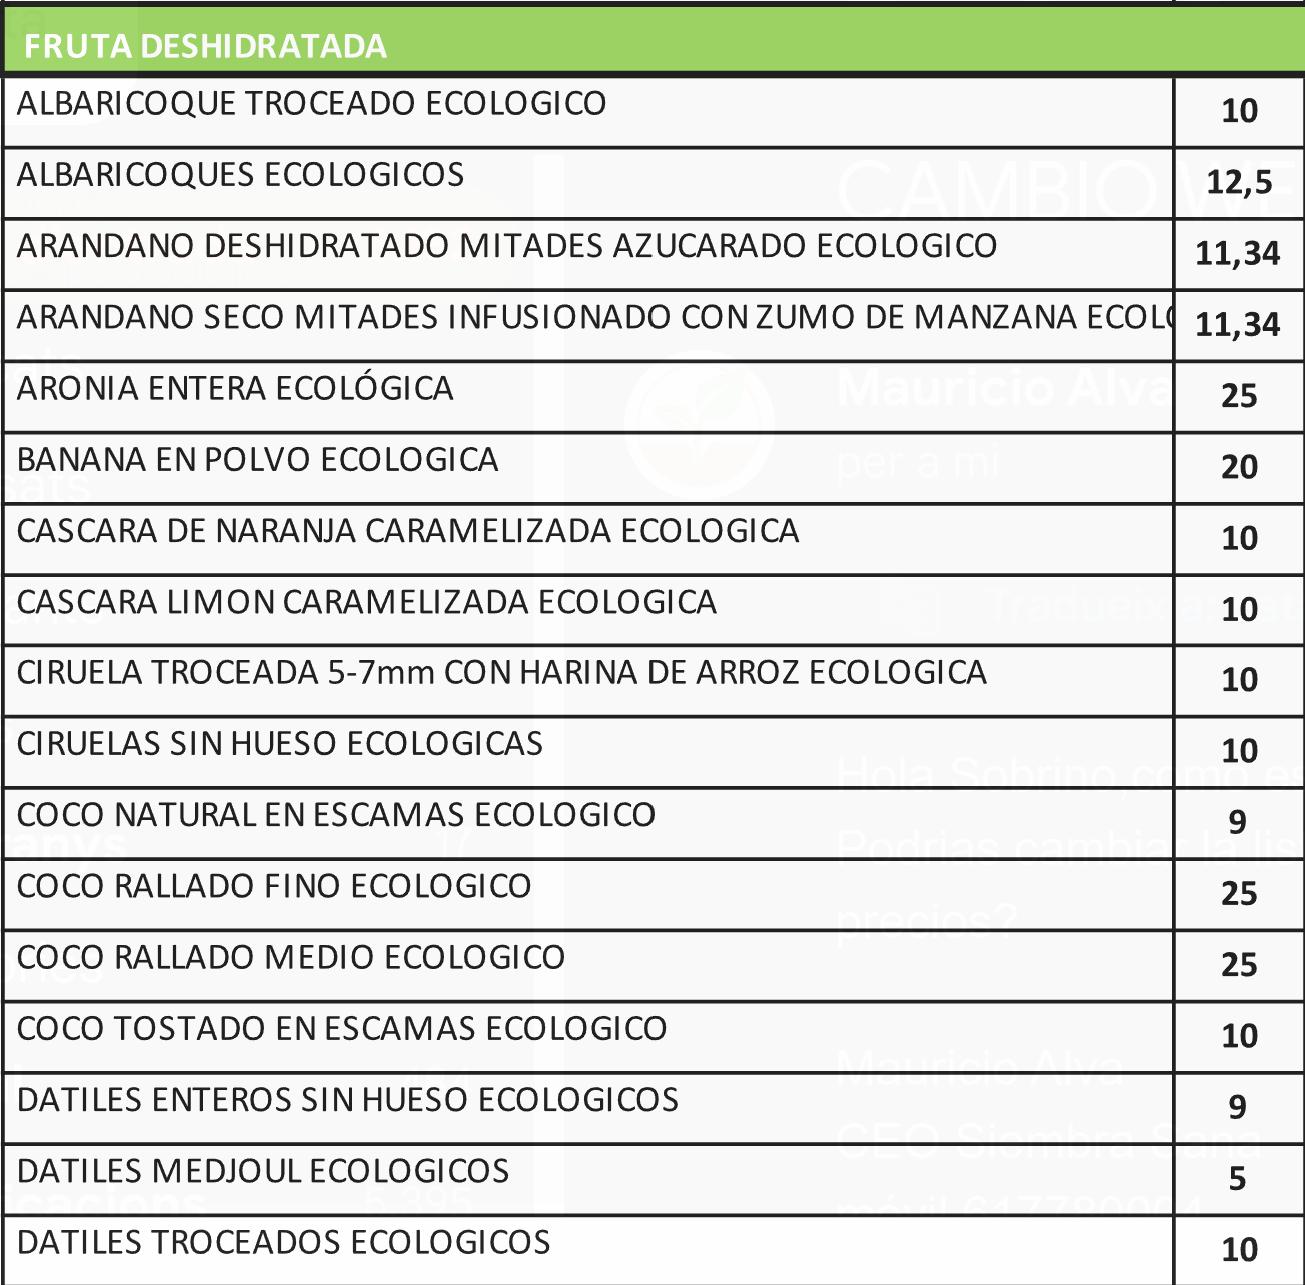 FRUTA DESHIDRATADA
ALBARICOQUE TROCEADO ECOLOGICO 10
ALBARICOQUES ECOLOGICOS 12,5
ARANDANO DESHIDRATADO MITADES AZUCARADO ECOLOGICO 11,34
ARANDANO SECO MITADES INFUSIONADO CON ZUMO DE MANZANA 11,34
ARONIA ENTERA ECOLÓGICA 25
BANANA EN POLVO ECOLOGICA 20
CASCARA DE NARANJA CARAMELIZADA ECOLOGICA 10
CASCARA LIMON CARAMELIZADA ECOLOGICA 10
CIRUELA TROCEADA 5-7mm CON HARINA DE ARROZ ECOLOGICA 10
CIRUELAS SIN HUESO ECOLOGICAS 10
COCO NATURAL EN ESCAMAS ECOLOGICO 9
COCO RALLADO FINO ECOLOGICO 25
COCO RALLADO MEDIO ECOLOGICO 25
COCO TOSTADO EN ESCAMAS ECOLOGICO 10
DATILES ENTEROS SIN HUESO ECOLOGICOS 9
DATILES MEDJOUL ECOLOGICOS 5
DATILES TROCEADOS ECOLOGICOS 10